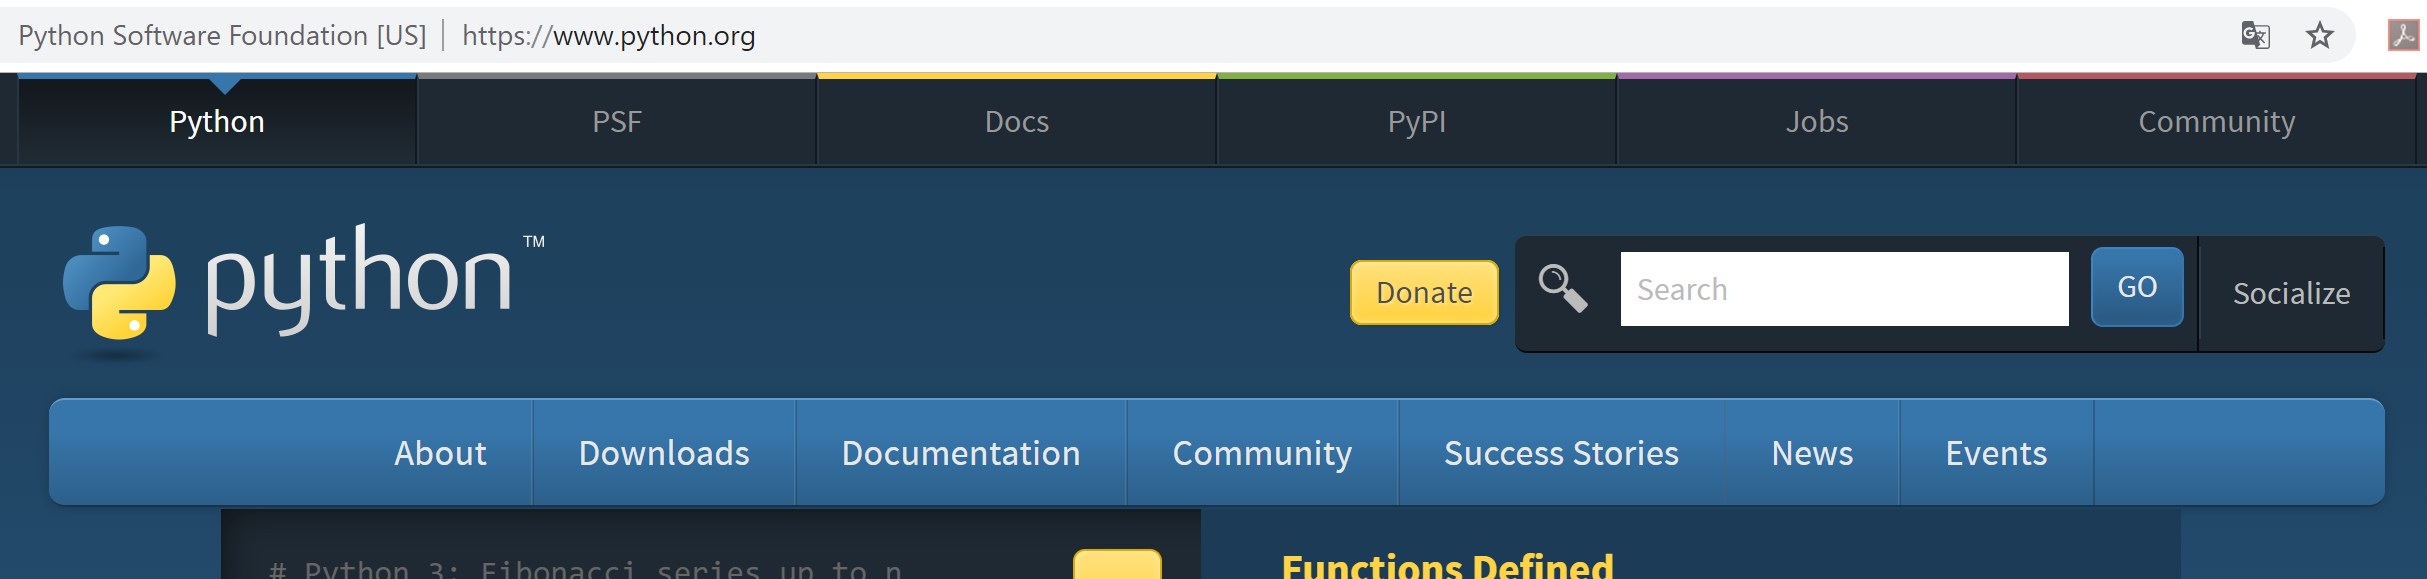 Python Software Foundation [US] | https://www.python.org
Python PSF Docs PyPI Jobs Community
python™
Donate Search GO Socialize
About Downloads Documentation Community Success Stories News Events
# Python 3: Fibonacci series up to n
Functions Defined